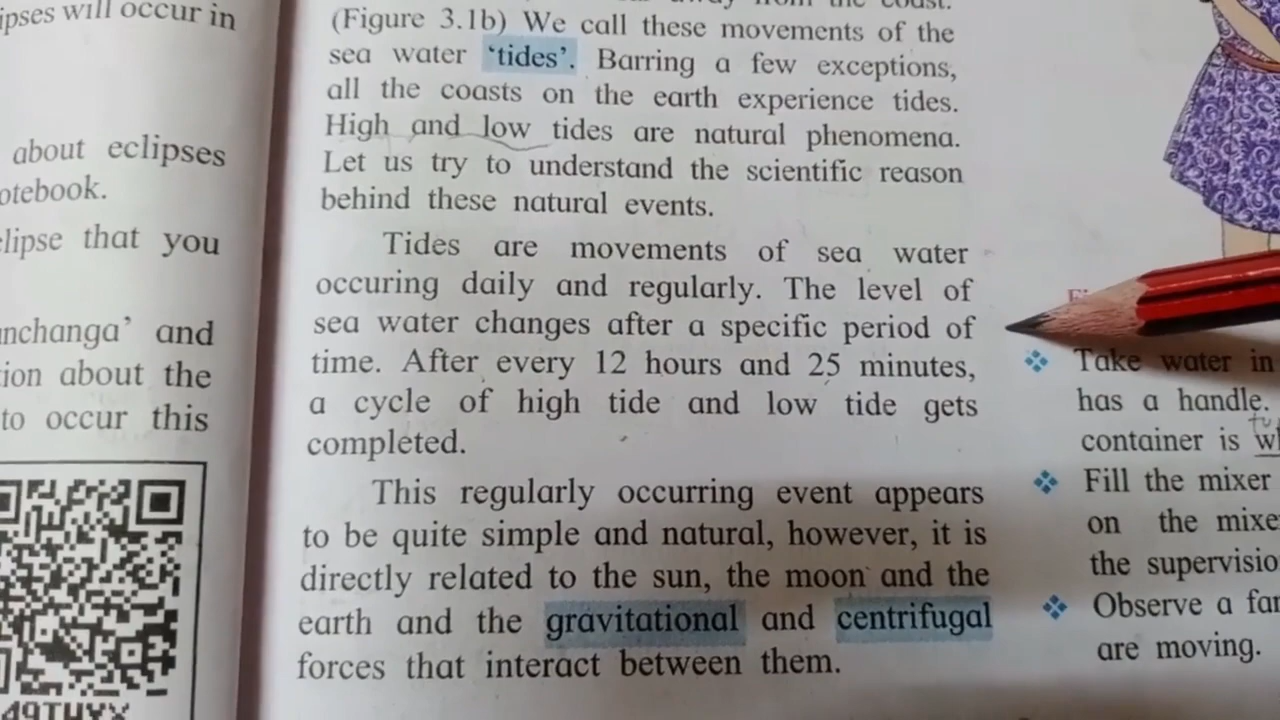 ipses will occur in
about eclipses
otebook.
clipse that you
nchanga’ and
ion about the
to occur this
49THYX
(Figure 3.1b) We call these movements of the
sea water ‘tides’. Barring a few exceptions,
all the coasts on the earth experience tides.
High and low tides are natural phenomena.
Let us try to understand the scientific reason
behind these natural events.
Tides are movements of sea water
occuring daily and regularly. The level of
sea water changes after a specific period of
time. After every 12 hours and 25 minutes,
a cycle of high tide and low tide gets
completed.
This regularly occurring event appears
to be quite simple and natural, however, it is
directly related to the sun, the moon and the
earth and the gravitational and centrifugal
forces that interact between them.
Take water in
has a handle.
container is
Fill the mixer
on the mixe
the supervisio
Observe a fan
are moving.